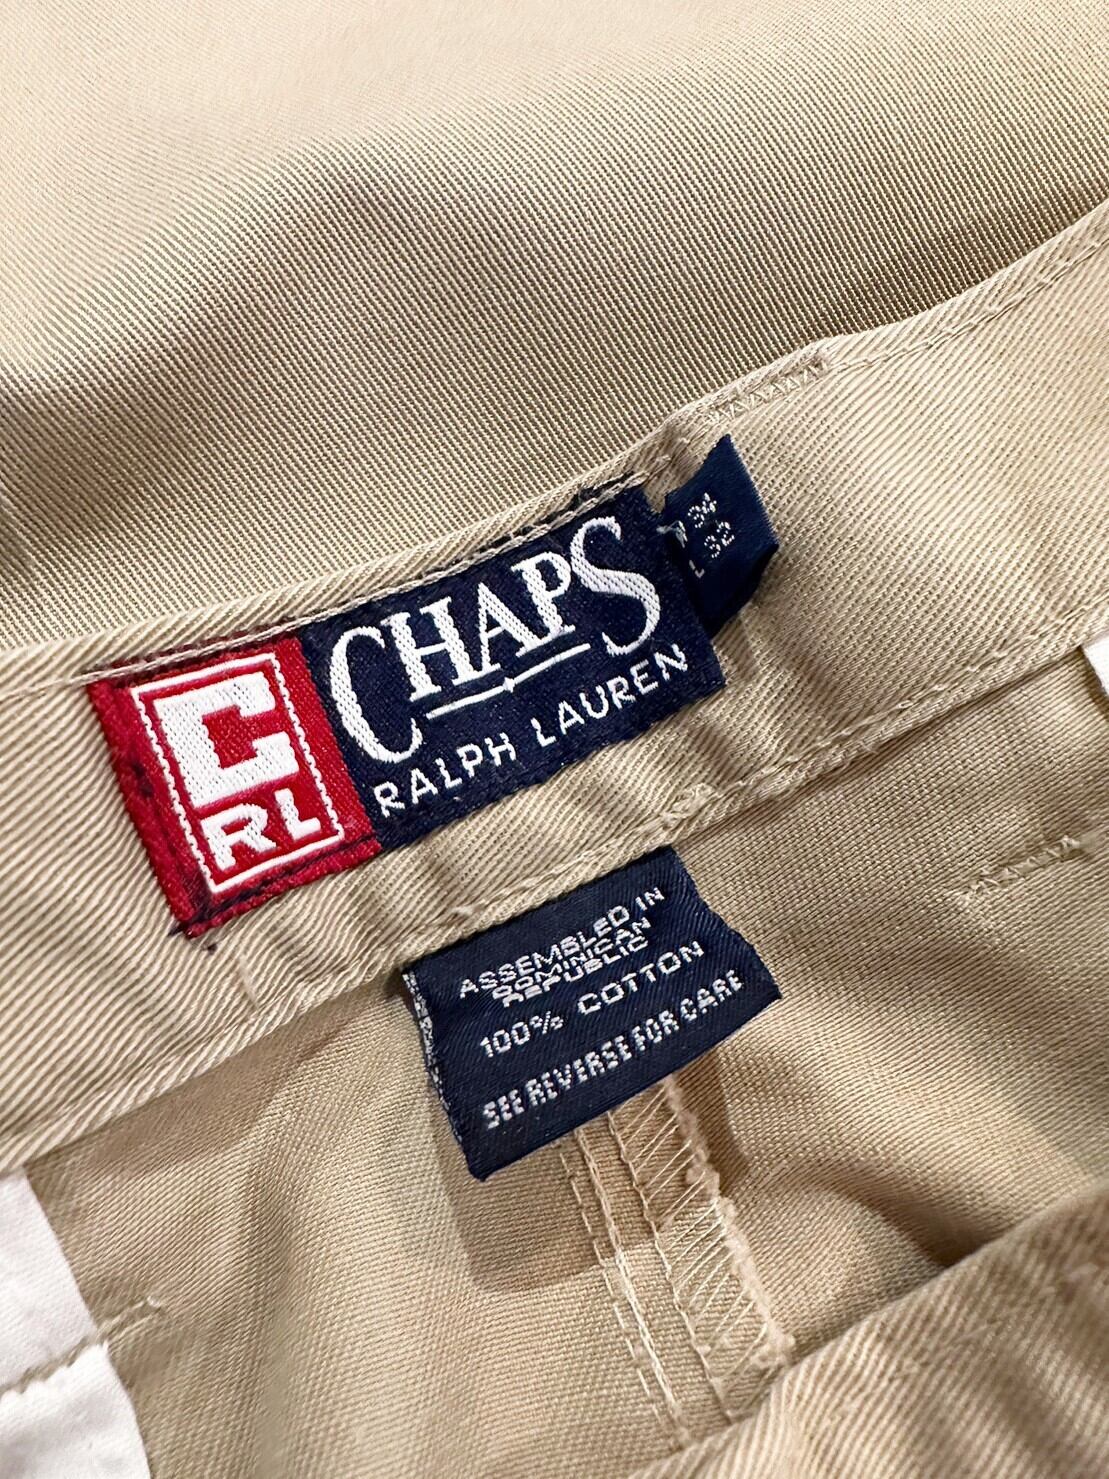 C
RL
CHAPS
RALPH LAUREN
34
L 32
ASSEMBLED IN
DOMINICAN
REPUBLIC
100% COTTON
SEE REVERSE FOR CARE